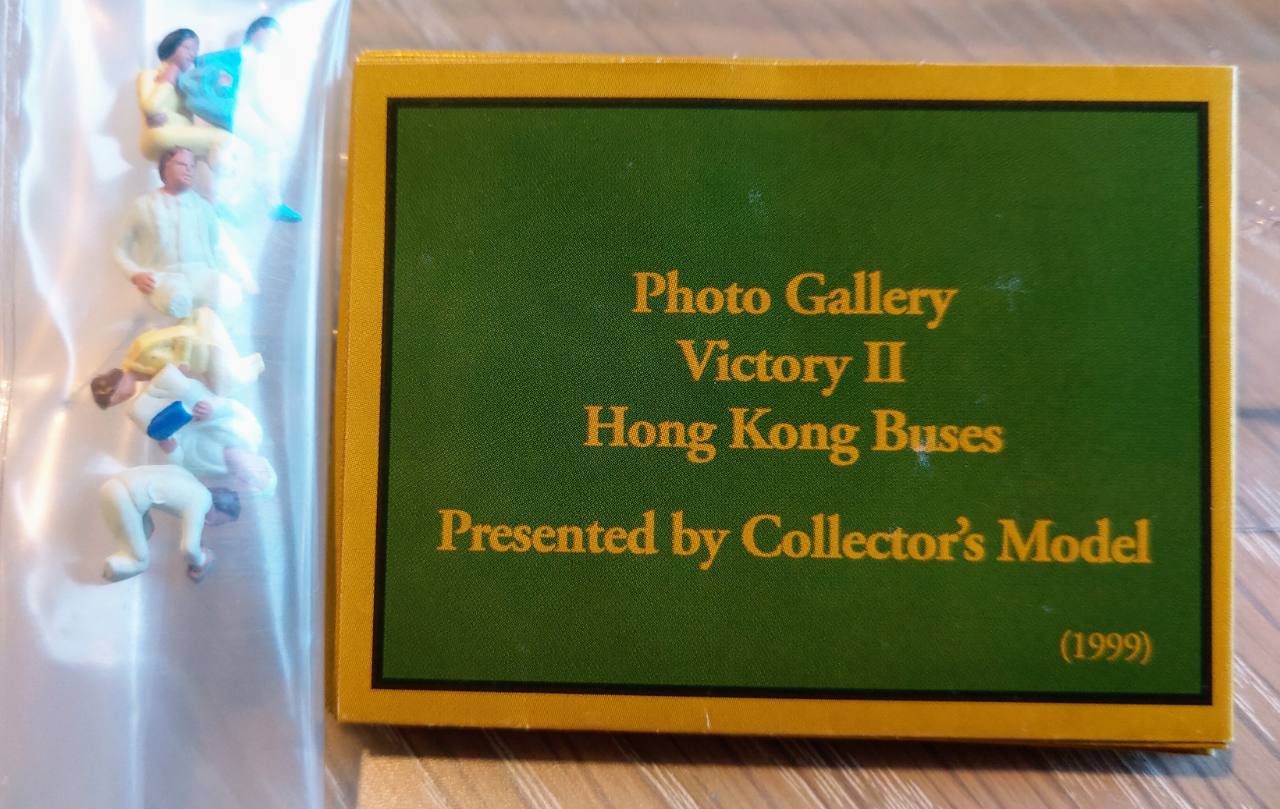 Photo Gallery
Victory II
Hong Kong Buses
Presented by Collector's Model
(1999)